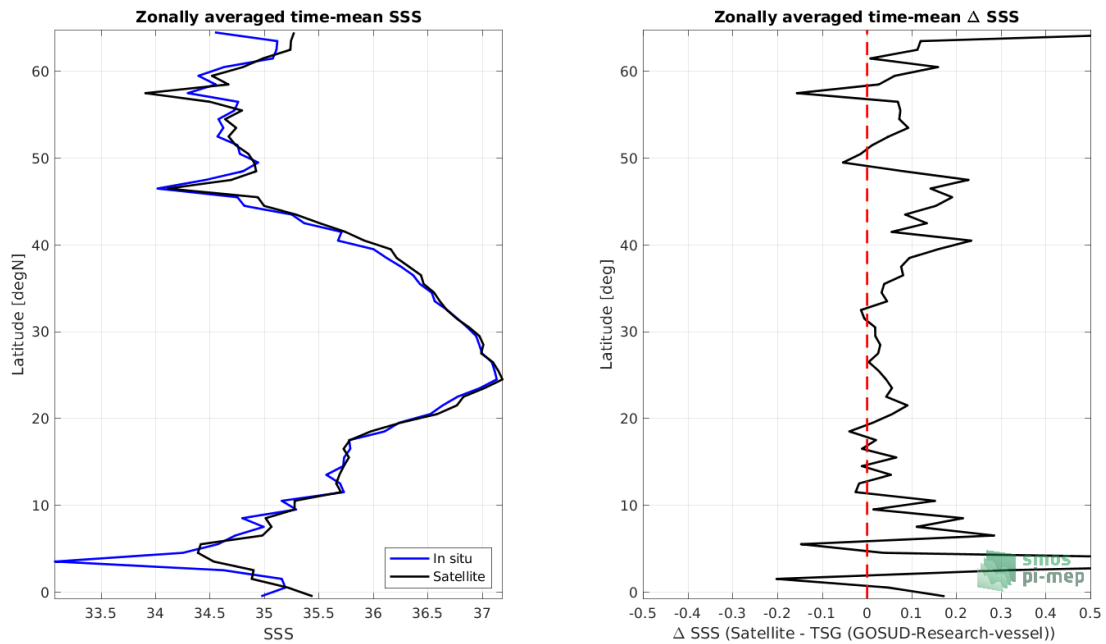 Zonally averaged time-mean SSS
60
50
40
30
20
10
0
Latitude [degN]
33.5 34 34.5 35 35.5 36 36.5 37
SSS
In situ
Satellite
Zonally averaged time-mean Δ SSS
60
50
40
30
20
10
0
Latitude [deg]
-0.5 -0.4 -0.3 -0.2 -0.1 0 0.1 0.2 0.3 0.4 0.5
Δ SSS (Satellite - TSG (GOSUD-Research-vessel))
smos
pi-mep